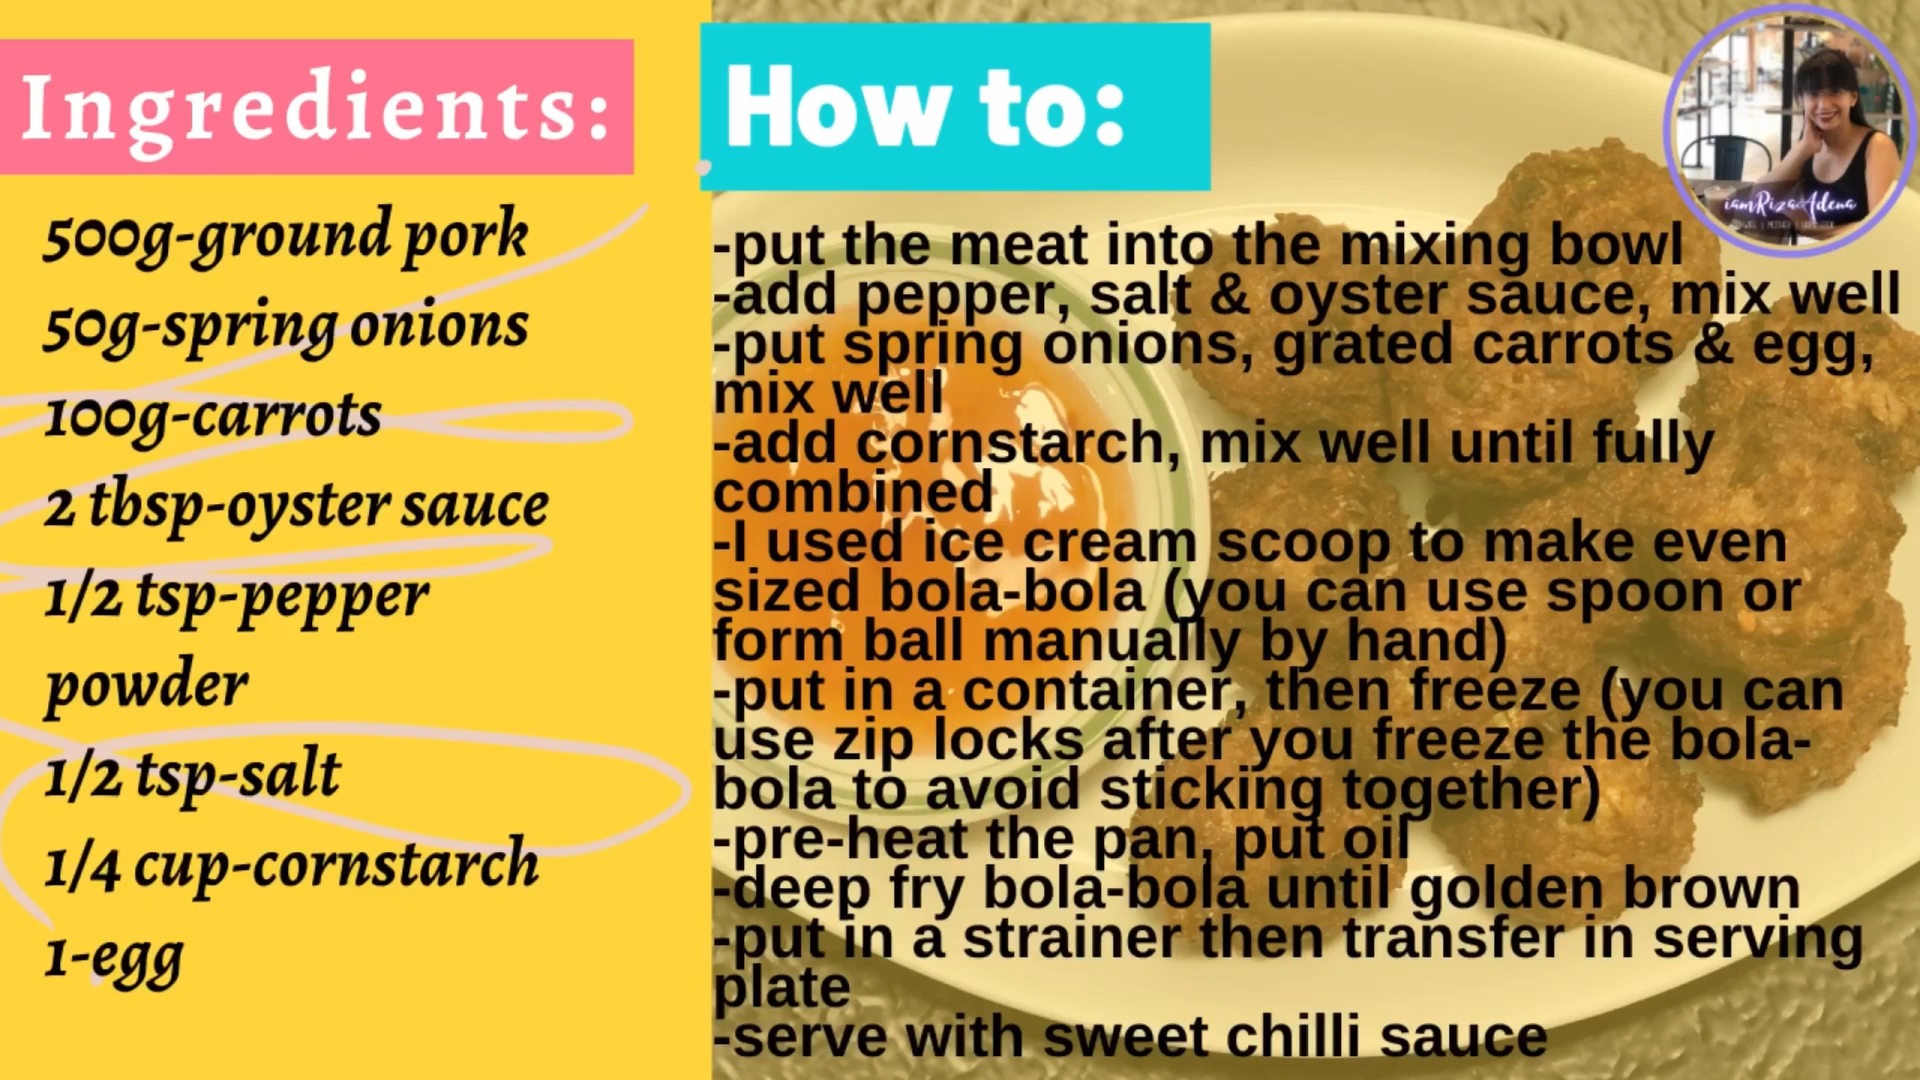 Ingredients:
500g-ground pork
50g-spring onions
100g-carrots
2 tbsp-oyster sauce
1/2 tsp-pepper
powder
1/2 tsp-salt
1/4 cup-cornstarch
1-egg
How to:
-put the meat into the mixing bowl
-add pepper, salt & oyster sauce, mix well
-put spring onions, grated carrots & egg,
mix well
-add cornstarch, mix well until fully
combined
-I used ice cream scoop to make even
sized bola-bola (you can use spoon or
form ball manually by hand)
-put in a container, then freeze (you can
use zip locks after you freeze the bola-
bola to avoid sticking together)
-pre-heat the pan, put oil
-deep fry bola-bola until golden brown
-put in a strainer then transfer in serving
plate
-serve with sweet chilli sauce
iamRizaAdena